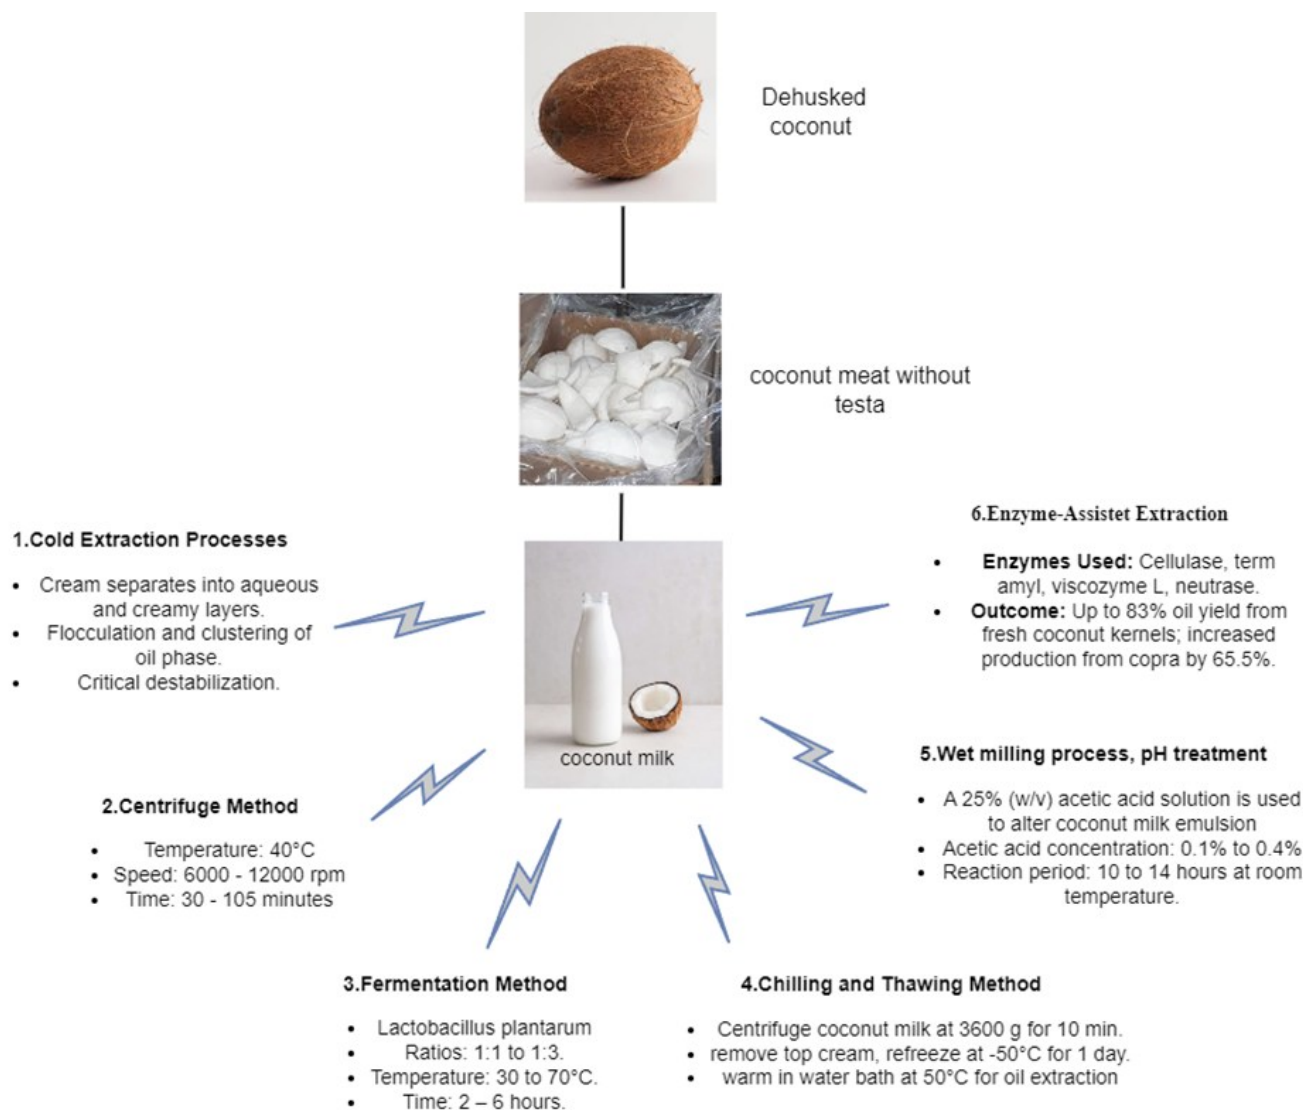 Dehusked
coconut
coconut meat without
testa
coconut milk
1.Cold Extraction Processes
• Cream separates into aqueous
and creamy layers.
• Flocculation and clustering of
oil phase.
• Critical destabilization.
2.Centrifuge Method
• Temperature: 40°C
• Speed: 6000 - 12000 rpm
• Time: 30 - 105 minutes
3.Fermentation Method
• Lactobacillus plantarum
• Ratios: 1:1 to 1:3.
• Temperature: 30 to 70°C.
• Time: 2 – 6 hours.
4.Chilling and Thawing Method
• Centrifuge coconut milk at 3600 g for 10 min.
• remove top cream, refreeze at -50°C for 1 day.
• warm in water bath at 50°C for oil extraction
5.Wet milling process, pH treatment
• A 25% (w/v) acetic acid solution is used
to alter coconut milk emulsion
• Acetic acid concentration: 0.1% to 0.4%
• Reaction period: 10 to 14 hours at room
temperature.
6.Enzyme-Assistet Extraction
• Enzymes Used: Cellulase, term
amyl, viscozyme L, neutrase.
• Outcome: Up to 83% oil yield from
fresh coconut kernels; increased
production from copra by 65.5%.